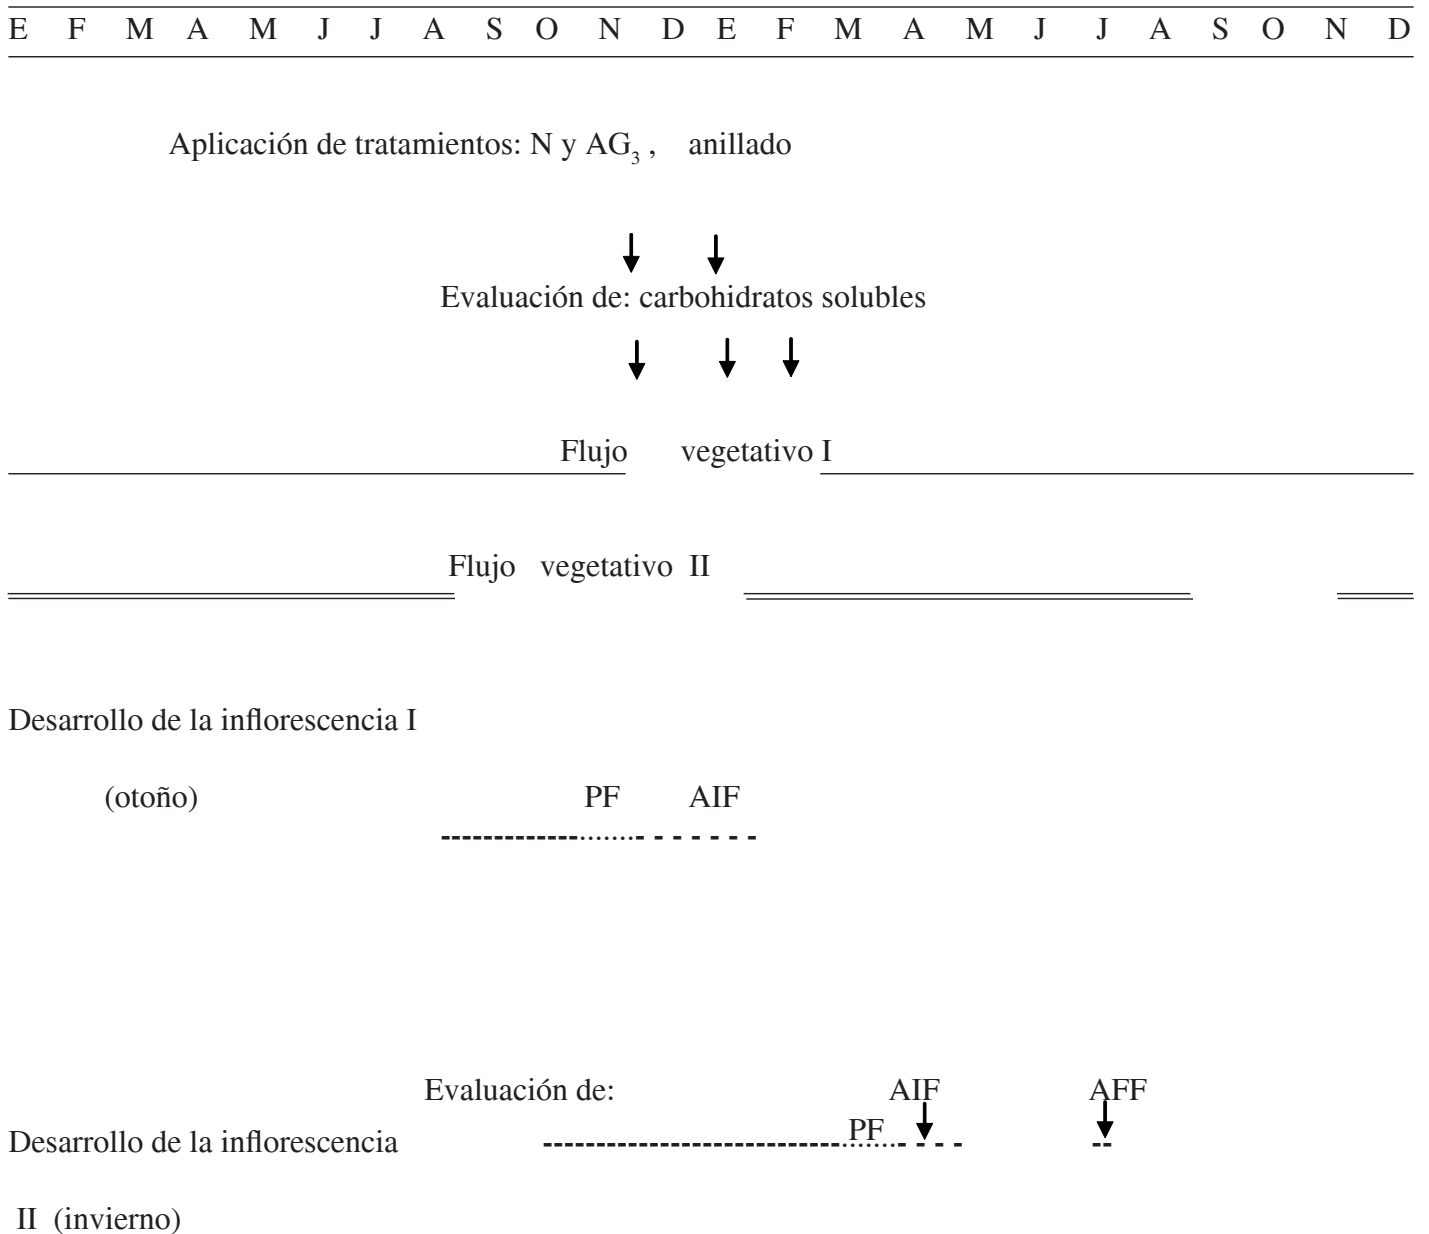 E F M A M J J A S O N D E F M A M J J A S O N D
Aplicación de tratamientos: N y AG₃ , anillado
Evaluación de: carbohidratos solubles
Flujo vegetativo I
Flujo vegetativo II
Desarrollo de la inflorescencia I
(otoño) PF AIF
Evaluación de: AIF AFF
Desarrollo de la inflorescencia PF
II (invierno)